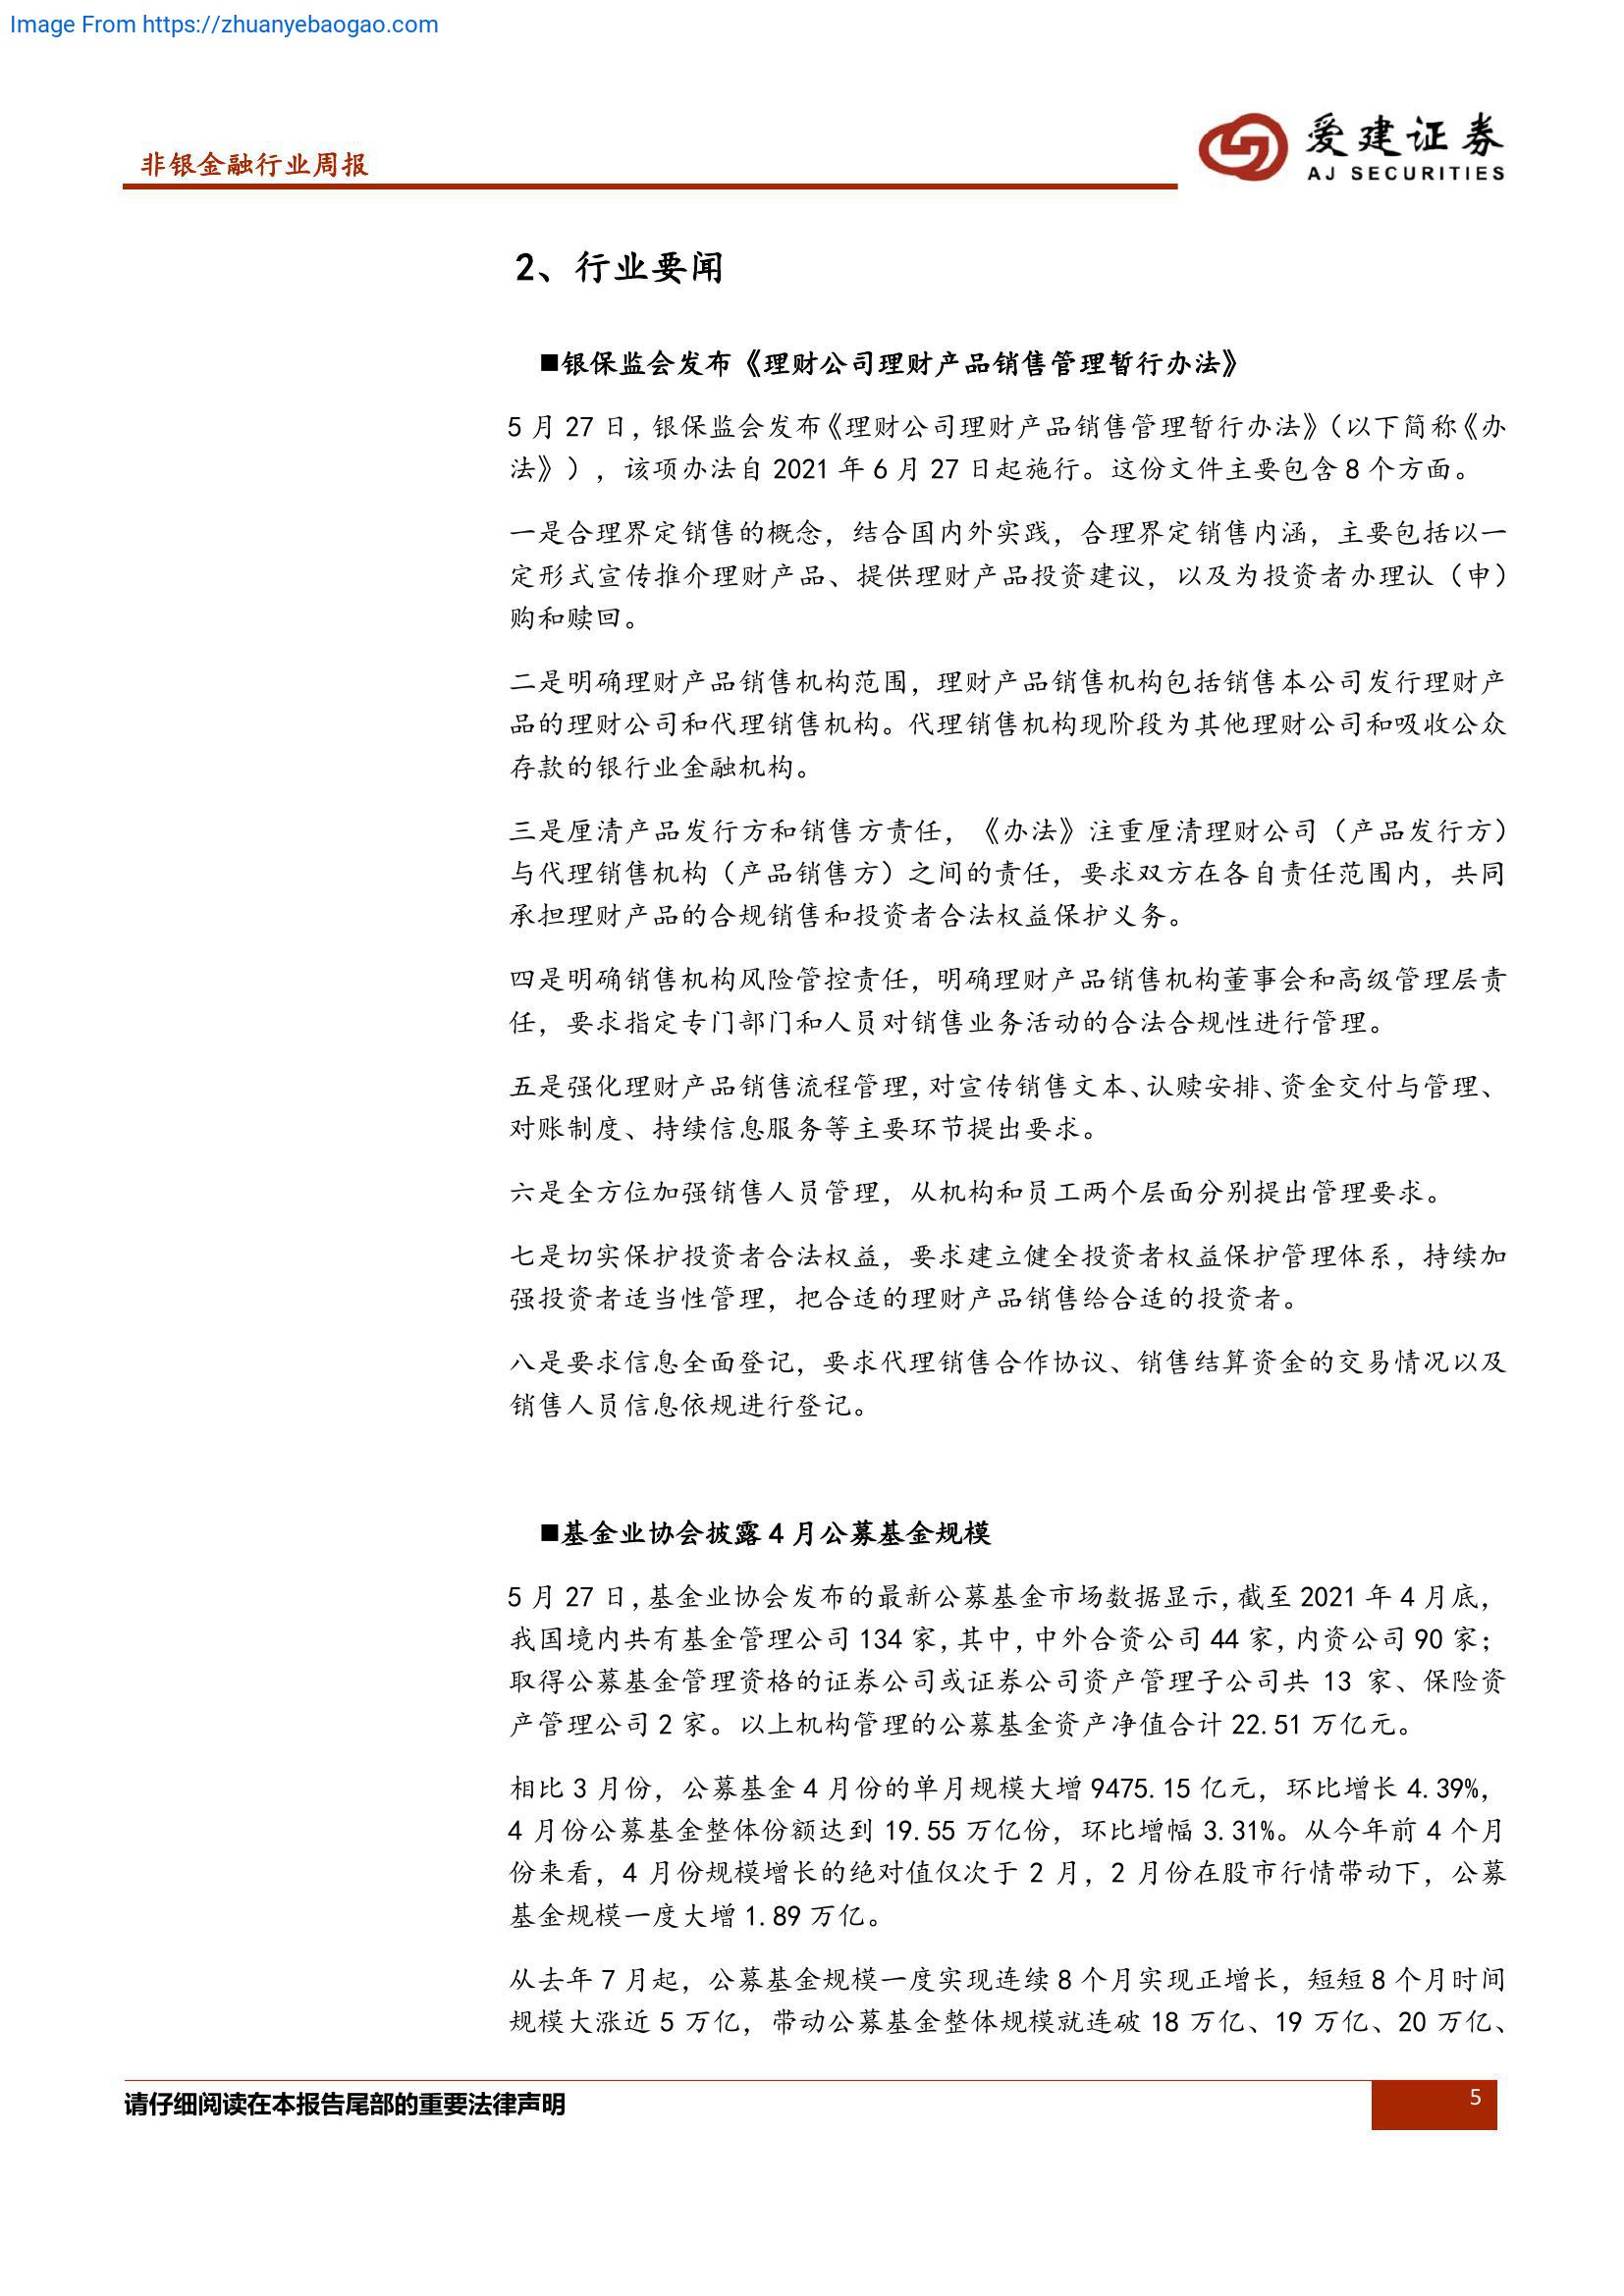 Image From https://zhuanyebaogao.com
非银金融行业周报
爱建证券
AJ SECURITIES
2、行业要闻
■银保监会发布《理财公司理财产品销售管理暂行办法》
5 月 27 日，银保监会发布《理财公司理财产品销售管理暂行办法》（以下简称《办
法》），该项办法自 2021 年 6 月 27 日起施行。这份文件主要包含 8 个方面。
一是合理界定销售的概念，结合国内外实践，合理界定销售内涵，主要包括以一
定形式宣传推介理财产品、提供理财产品投资建议，以及为投资者办理认（申）
购和赎回。
二是明确理财产品销售机构范围，理财产品销售机构包括销售本公司发行理财产
品的理财公司和代理销售机构。代理销售机构现阶段为其他理财公司和吸收公众
存款的银行业金融机构。
三是厘清产品发行方和销售方责任，《办法》注重厘清理财公司（产品发行方）
与代理销售机构（产品销售方）之间的责任，要求双方在各自责任范围内，共同
承担理财产品的合规销售和投资者合法权益保护义务。
四是明确销售机构风险管控责任，明确理财产品销售机构董事会和高级管理层责
任，要求指定专门部门和人员对销售业务活动的合法合规性进行管理。
五是强化理财产品销售流程管理，对宣传销售文本、认赎安排、资金交付与管理、
对账制度、持续信息服务等主要环节提出要求。
六是全方位加强销售人员管理，从机构和员工两个层面分别提出管理要求。
七是切实保护投资者合法权益，要求建立健全投资者权益保护管理体系，持续加
强投资者适当性管理，把合适的理财产品销售给合适的投资者。
八是要求信息全面登记，要求代理销售合作协议、销售结算资金的交易情况以及
销售人员信息依规进行登记。
■基金业协会披露 4 月公募基金规模
5 月 27 日，基金业协会发布的最新公募基金市场数据显示，截至 2021 年 4 月底，
我国境内共有基金管理公司 134 家，其中，中外合资公司 44 家，内资公司 90 家；
取得公募基金管理资格的证券公司或证券公司资产管理子公司共 13 家、保险资
产管理公司 2 家。以上机构管理的公募基金资产净值合计 22.51 万亿元。
相比 3 月份，公募基金 4 月份的单月规模大增 9475.15 亿元，环比增长 4.39%，
4 月份公募基金整体份额达到 19.55 万亿份，环比增幅 3.31%。从今年前 4 个月
份来看，4 月份规模增长的绝对值仅次于 2 月，2 月份在股市行情带动下，公募
基金规模一度大增 1.89 万亿。
从去年 7 月起，公募基金规模一度实现连续 8 个月实现正增长，短短 8 个月时间
规模大涨近 5 万亿，带动公募基金整体规模就连破 18 万亿、19 万亿、20 万亿、
请仔细阅读在本报告尾部的重要法律声明
5